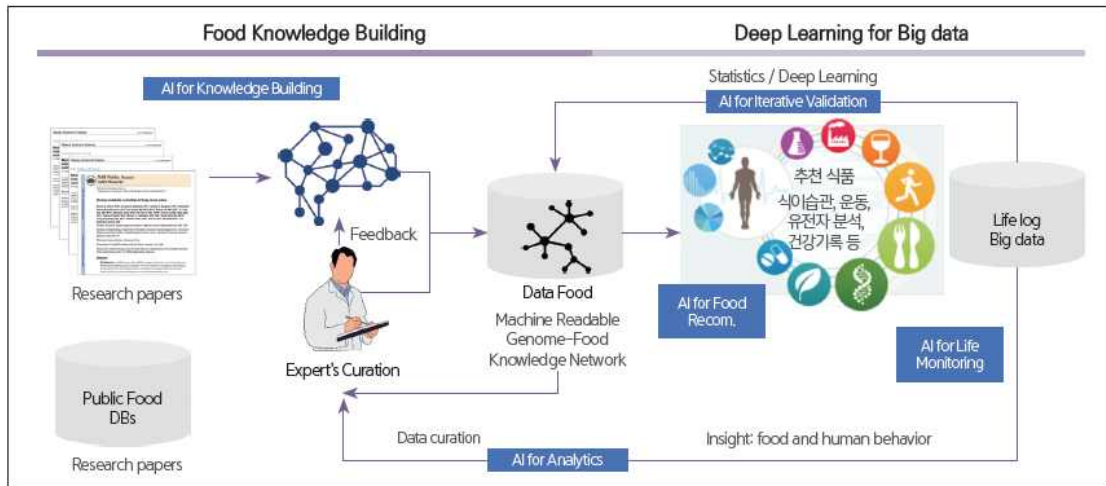 Food Knowledge Building
Deep Learning for Big data
AI for Knowledge Building
Statistics / Deep Learning
AI for Iterative Validation
Research papers
Feedback
Expert's Curation
Public Food
DBs
Research papers
Data Food
Machine Readable
Genome-Food
Knowledge Network
추천 식품
식이습관, 운동,
유전자 분석,
건강기록 등
AI for Food
Recom.
Life log
Big data
AI for Life
Monitoring
Data curation
Insight: food and human behavior
AI for Analytics